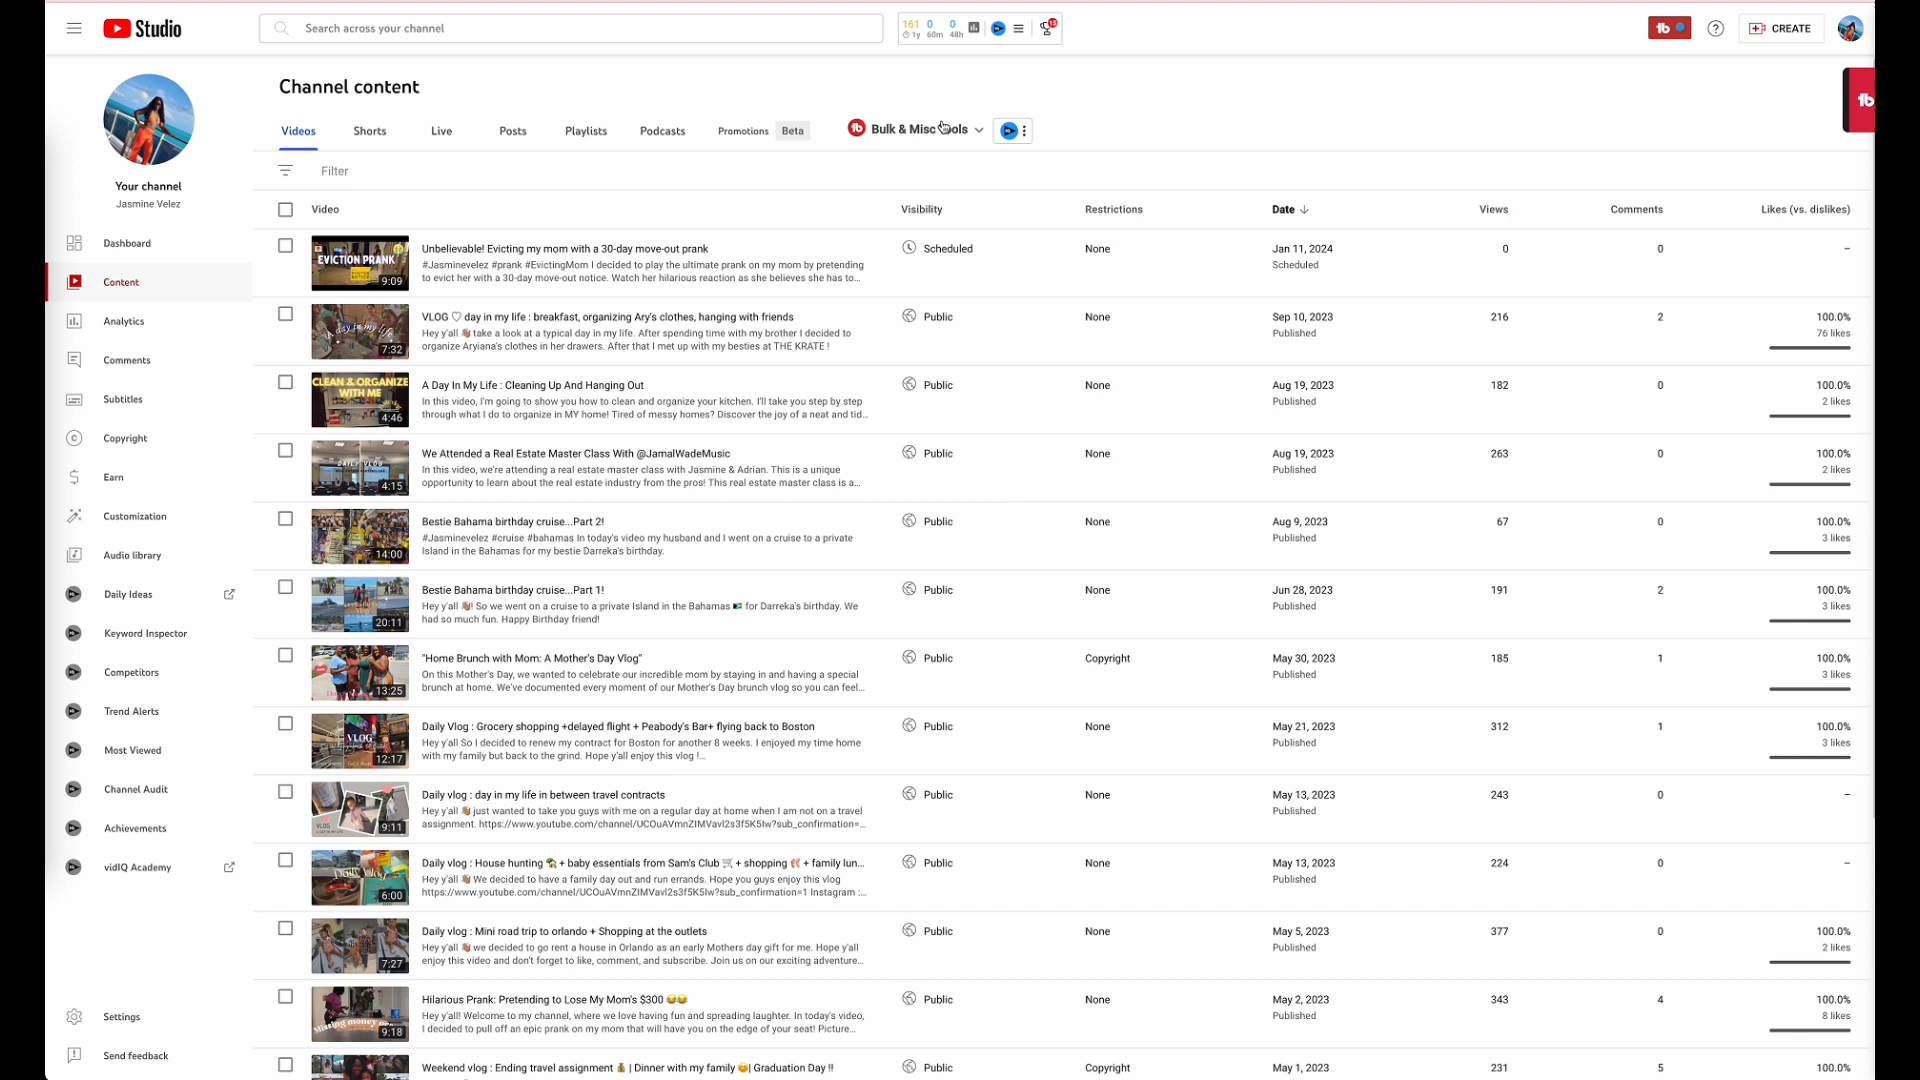 Studio
Search across your channel
161 0 0
1y 60m 48h
15
tb
CREATE
Your channel
Jasmine Velez
Dashboard
Content
Analytics
Comments
Subtitles
Copyright
Earn
Customization
Audio library
Daily Ideas
Keyword Inspector
Competitors
Trend Alerts
Most Viewed
Channel Audit
Achievements
vidIQ Academy
Settings
Send feedback
Channel content
Videos Shorts Live Posts Playlists Podcasts Promotions Beta
Filter
Video Visibility Restrictions Date Views Comments Likes (vs. dislikes)
EVICTION PRANK
9:09
Unbelievable! Evicting my mom with a 30-day move-out prank
#Jasminevelez #prank #EvictingMom I decided to play the ultimate prank on my mom by pretending
to evict her with a 30-day move-out notice. Watch her hilarious reaction as she believes she has to…
Scheduled None Jan 11, 2024 0 0 –
Scheduled
A day in my life
7:32
VLOG ♡ day in my life : breakfast, organizing Ary's clothes, hanging with friends
Hey y'all 👋🏽 take a look at a typical day in my life. After spending time with my brother I decided to
organize Aryiana's clothes in her drawers. After that I met up with my besties at THE KRATE !
Public None Sep 10, 2023 216 2 100.0%
Published 76 likes
CLEAN & ORGANIZE
WITH ME
4:46
A Day In My Life : Cleaning Up And Hanging Out
In this video, I'm going to show you how to clean and organize your kitchen. I'll take you step by step
through what I do to organize in MY home! Tired of messy homes? Discover the joy of a neat and tid…
Public None Aug 19, 2023 182 0 100.0%
Published 2 likes
DAILY VLOG
4:15
We Attended a Real Estate Master Class With @JamalWadeMusic
In this video, we're attending a real estate master class with Jasmine & Adrian. This is a unique
opportunity to learn about the real estate industry from the pros! This real estate master class is a…
Public None Aug 19, 2023 263 0 100.0%
Published 2 likes
14:00
Bestie Bahama birthday cruise...Part 2!
#Jasminevelez #cruise #bahamas In today's video my husband and I went on a cruise to a private
Island in the Bahamas for my bestie Darreka's birthday.
Public None Aug 9, 2023 67 0 100.0%
Published 3 likes
20:11
Bestie Bahama birthday cruise...Part 1!
Hey y'all 👋🏽! So we went on a cruise to a private Island in the Bahamas 🇧🇸 for Darreka's birthday. We
had so much fun. Happy Birthday friend!
Public None Jun 28, 2023 191 2 100.0%
Published 3 likes
13:25
"Home Brunch with Mom: A Mother's Day Vlog"
On this Mother's Day, we wanted to celebrate our incredible mom by staying in and having a special
brunch at home. We've documented every moment of our Mother's Day brunch vlog so you can feel…
Public Copyright May 30, 2023 185 1 100.0%
Published 3 likes
VLOG
12:17
Daily Vlog : Grocery shopping +delayed flight + Peabody's Bar+ flying back to Boston
Hey y'all So I decided to renew my contract for Boston for another 8 weeks. I enjoyed my time home
with my family but back to the grind. Hope y'all enjoy this vlog !…
Public None May 21, 2023 312 1 100.0%
Published 3 likes
VLOG
9:11
Daily vlog : day in my life in between travel contracts
Hey y'all 👋🏽 just wanted to take you guys with me on a regular day at home when I am not on a travel
assignment. https://www.youtube.com/channel/UCOuAVmnZIMVavl2s3f5K5Iw?sub_confirmation=…
Public None May 13, 2023 243 0 –
Published
Daily Vlog
6:00
Daily vlog : House hunting 🏡 + baby essentials from Sam's Club 🛒 + shopping + family lun…
Hey y'all 👋🏽 We decided to have a family day out and run errands. Hope you guys enjoy this vlog
https://www.youtube.com/channel/UCOuAVmnZIMVavl2s3f5K5Iw?sub_confirmation=1 Instagram :…
Public None May 13, 2023 224 0 –
Published
7:27
Daily vlog : Mini road trip to orlando + Shopping at the outlets
Hey y'all 👋🏽 we decided to go rent a house in Orlando as an early Mothers day gift for me. Hope y'all
enjoy this video and don't forget to like, comment, and subscribe. Join us on our exciting adventure…
Public None May 5, 2023 377 0 100.0%
Published 2 likes
Missing money
9:18
Hilarious Prank: Pretending to Lose My Mom's $300 😂😂
Hey y'all! Welcome to my channel, where we love having fun and spreading laughter. In today's video,
I decided to pull off an epic prank on my mom that will have you on the edge of your seat! Picture…
Public None May 2, 2023 343 4 100.0%
Published 8 likes
Weekend vlog : Ending travel assignment 💰 | Dinner with my family 😋| Graduation Day !!
Public Copyright May 1, 2023 231 5 100.0%
tb Bulk & Misc
tb